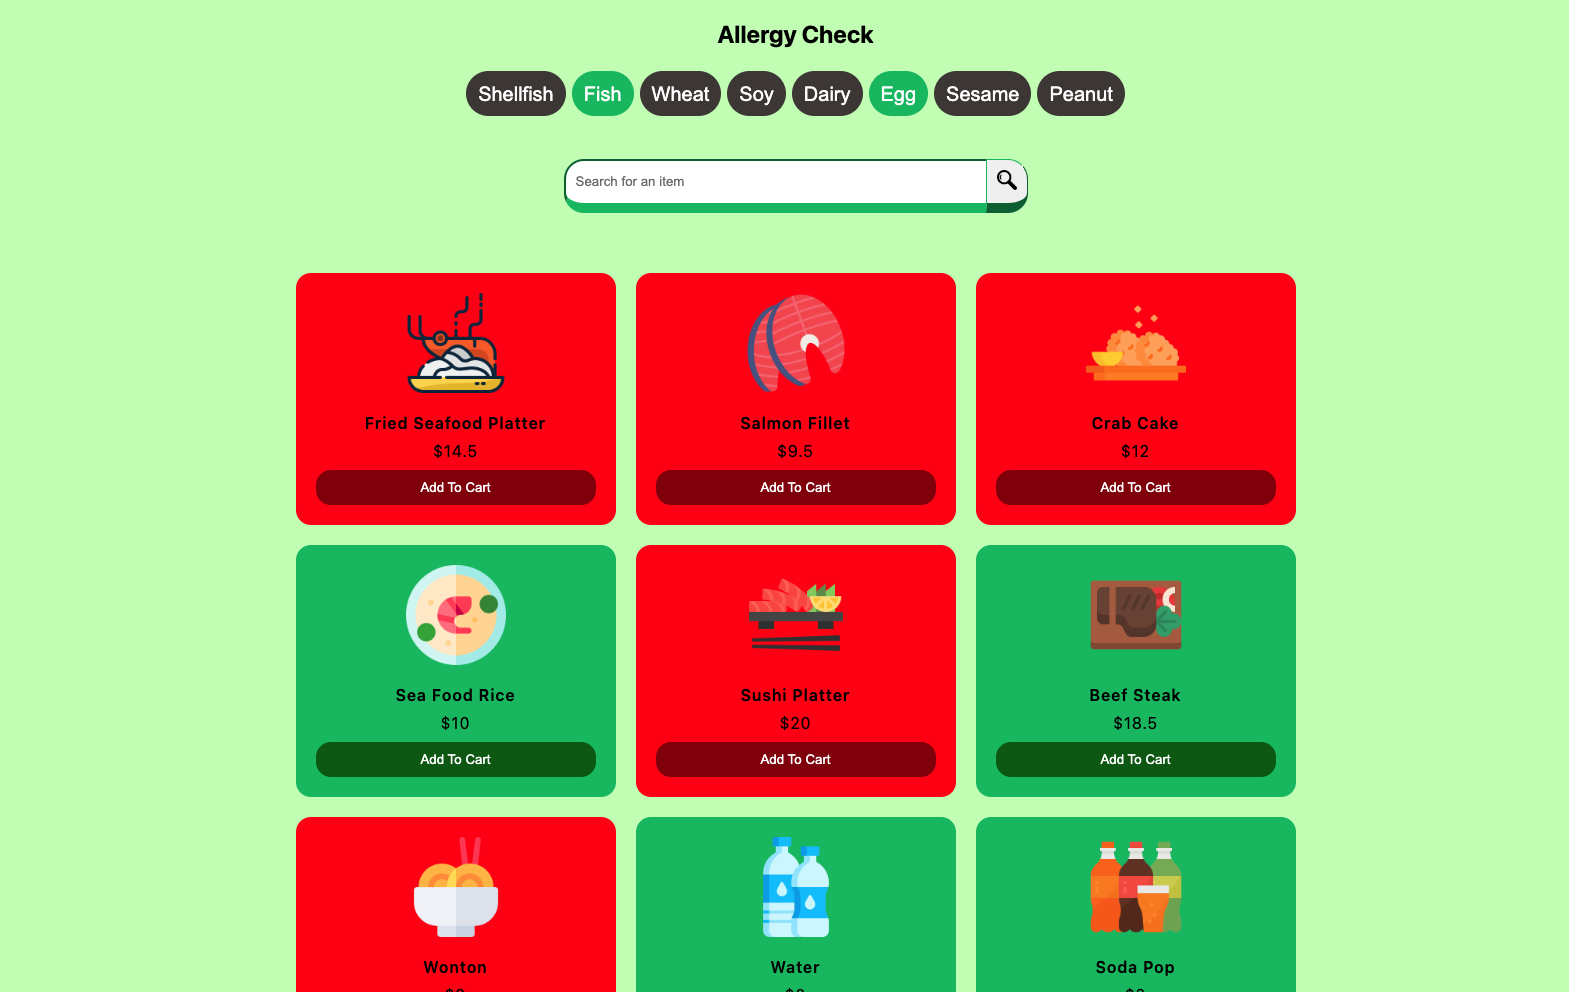 Allergy Check
Shellfish Fish Wheat Soy Dairy Egg Sesame Peanut
Search for an item
Fried Seafood Platter Salmon Fillet Crab Cake
$14.5 $9.5 $12
Add To Cart Add To Cart Add To Cart
Sea Food Rice Sushi Platter Beef Steak
$10 $20 $18.5
Add To Cart Add To Cart Add To Cart
Wonton Water Soda Pop